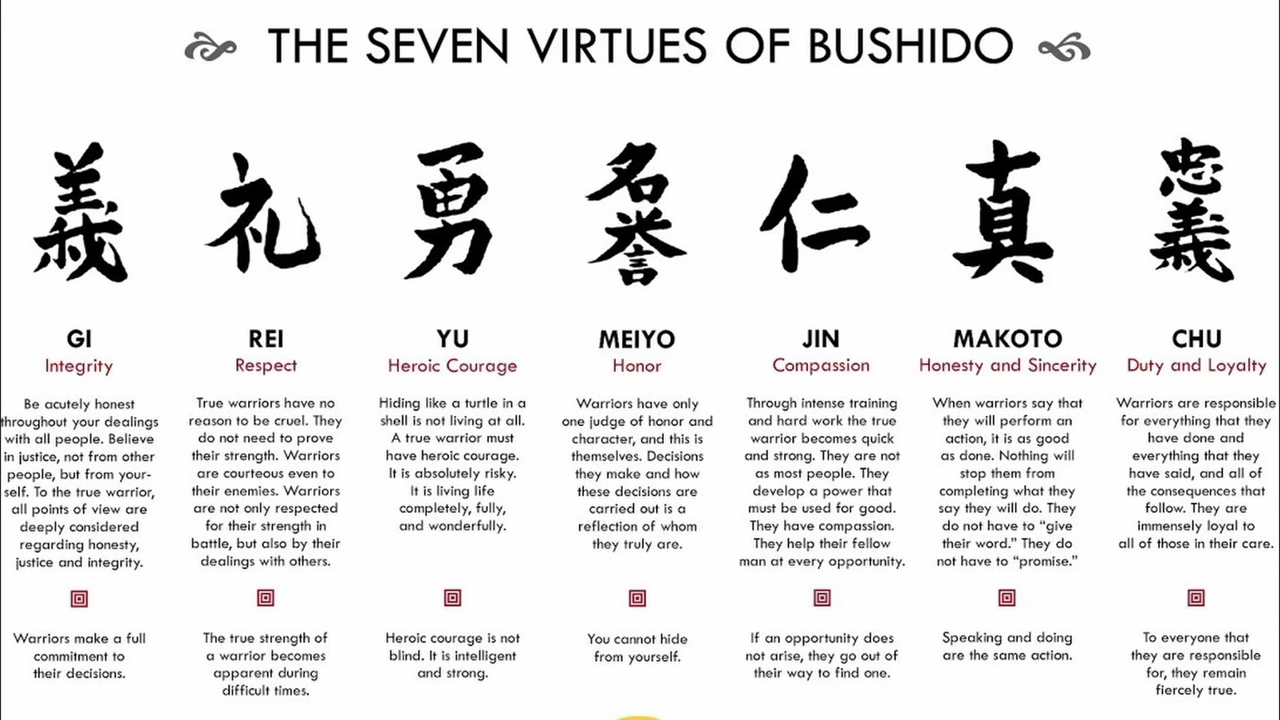 THE SEVEN VIRTUES OF BUSHIDO
義
礼
勇
名誉
仁
真
忠義
GI
Integrity
Be acutely honest
throughout your dealings
with all people. Believe
in justice, not from other
people, but from your-
self. To the true warrior,
all points of view are
deeply considered
regarding honesty,
justice and integrity.
Warriors make a full
commitment to
their decisions.
REI
Respect
True warriors have no
reason to be cruel. They
do not need to prove
their strength. Warriors
are courteous even to
their enemies. Warriors
are not only respected
for their strength in
battle, but also by their
dealings with others.
The true strength of
a warrior becomes
apparent during
difficult times.
YU
Heroic Courage
Hiding like a turtle in a
shell is not living at all.
A true warrior must
have heroic courage.
It is absolutely risky.
It is living life
completely, fully,
and wonderfully.
Heroic courage is not
blind. It is intelligent
and strong.
MEIYO
Honor
Warriors have only
one judge of honor and
character, and this is
themselves. Decisions
they make and how
these decisions are
carried out is a
reflection of whom
they truly are.
You cannot hide
from yourself.
JIN
Compassion
Through intense training
and hard work the true
warrior becomes quick
and strong. They are not
as most people. They
develop a power that
must be used for good.
They have compassion.
They help their fellow
man at every opportunity.
If an opportunity does
not arise, they go out of
their way to find one.
MAKOTO
Honesty and Sincerity
When warriors say that
they will perform an
action, it is as good
as done. Nothing will
stop them from
completing what they
say they will do. They
do not have to “give
their word.” They do
not have to “promise.”
Speaking and doing
are the same action.
CHU
Duty and Loyalty
Warriors are responsible
for everything that they
have done and
everything that they
have said, and all of
the consequences that
follow. They are
immensely loyal to
all of those in their care.
To everyone that
they are responsible
for, they remain
fiercely true.